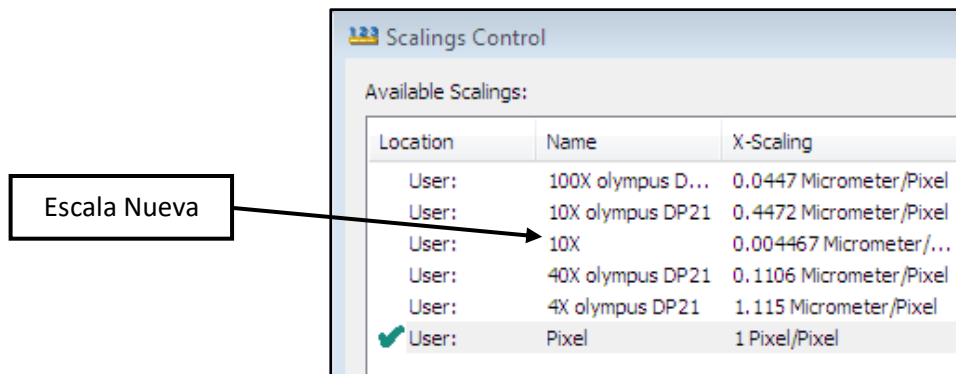 123 Scalings Control
Available Scalings:
Location Name X-Scaling
User: 100X olympus D... 0.0447 Micrometer/Pixel
User: 10X olympus DP21 0.4472 Micrometer/Pixel
Escala Nueva
User: 10X 0.004467 Micrometer/...
User: 40X olympus DP21 0.1106 Micrometer/Pixel
User: 4X olympus DP21 1.115 Micrometer/Pixel
User: Pixel 1 Pixel/Pixel